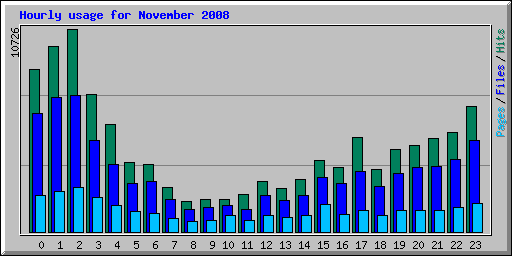 Hourly usage for November 2008
10726
Pages/Files/Hits
0 1 2 3 4 5 6 7 8 9 10 11 12 13 14 15 16 17 18 19 20 21 22 23